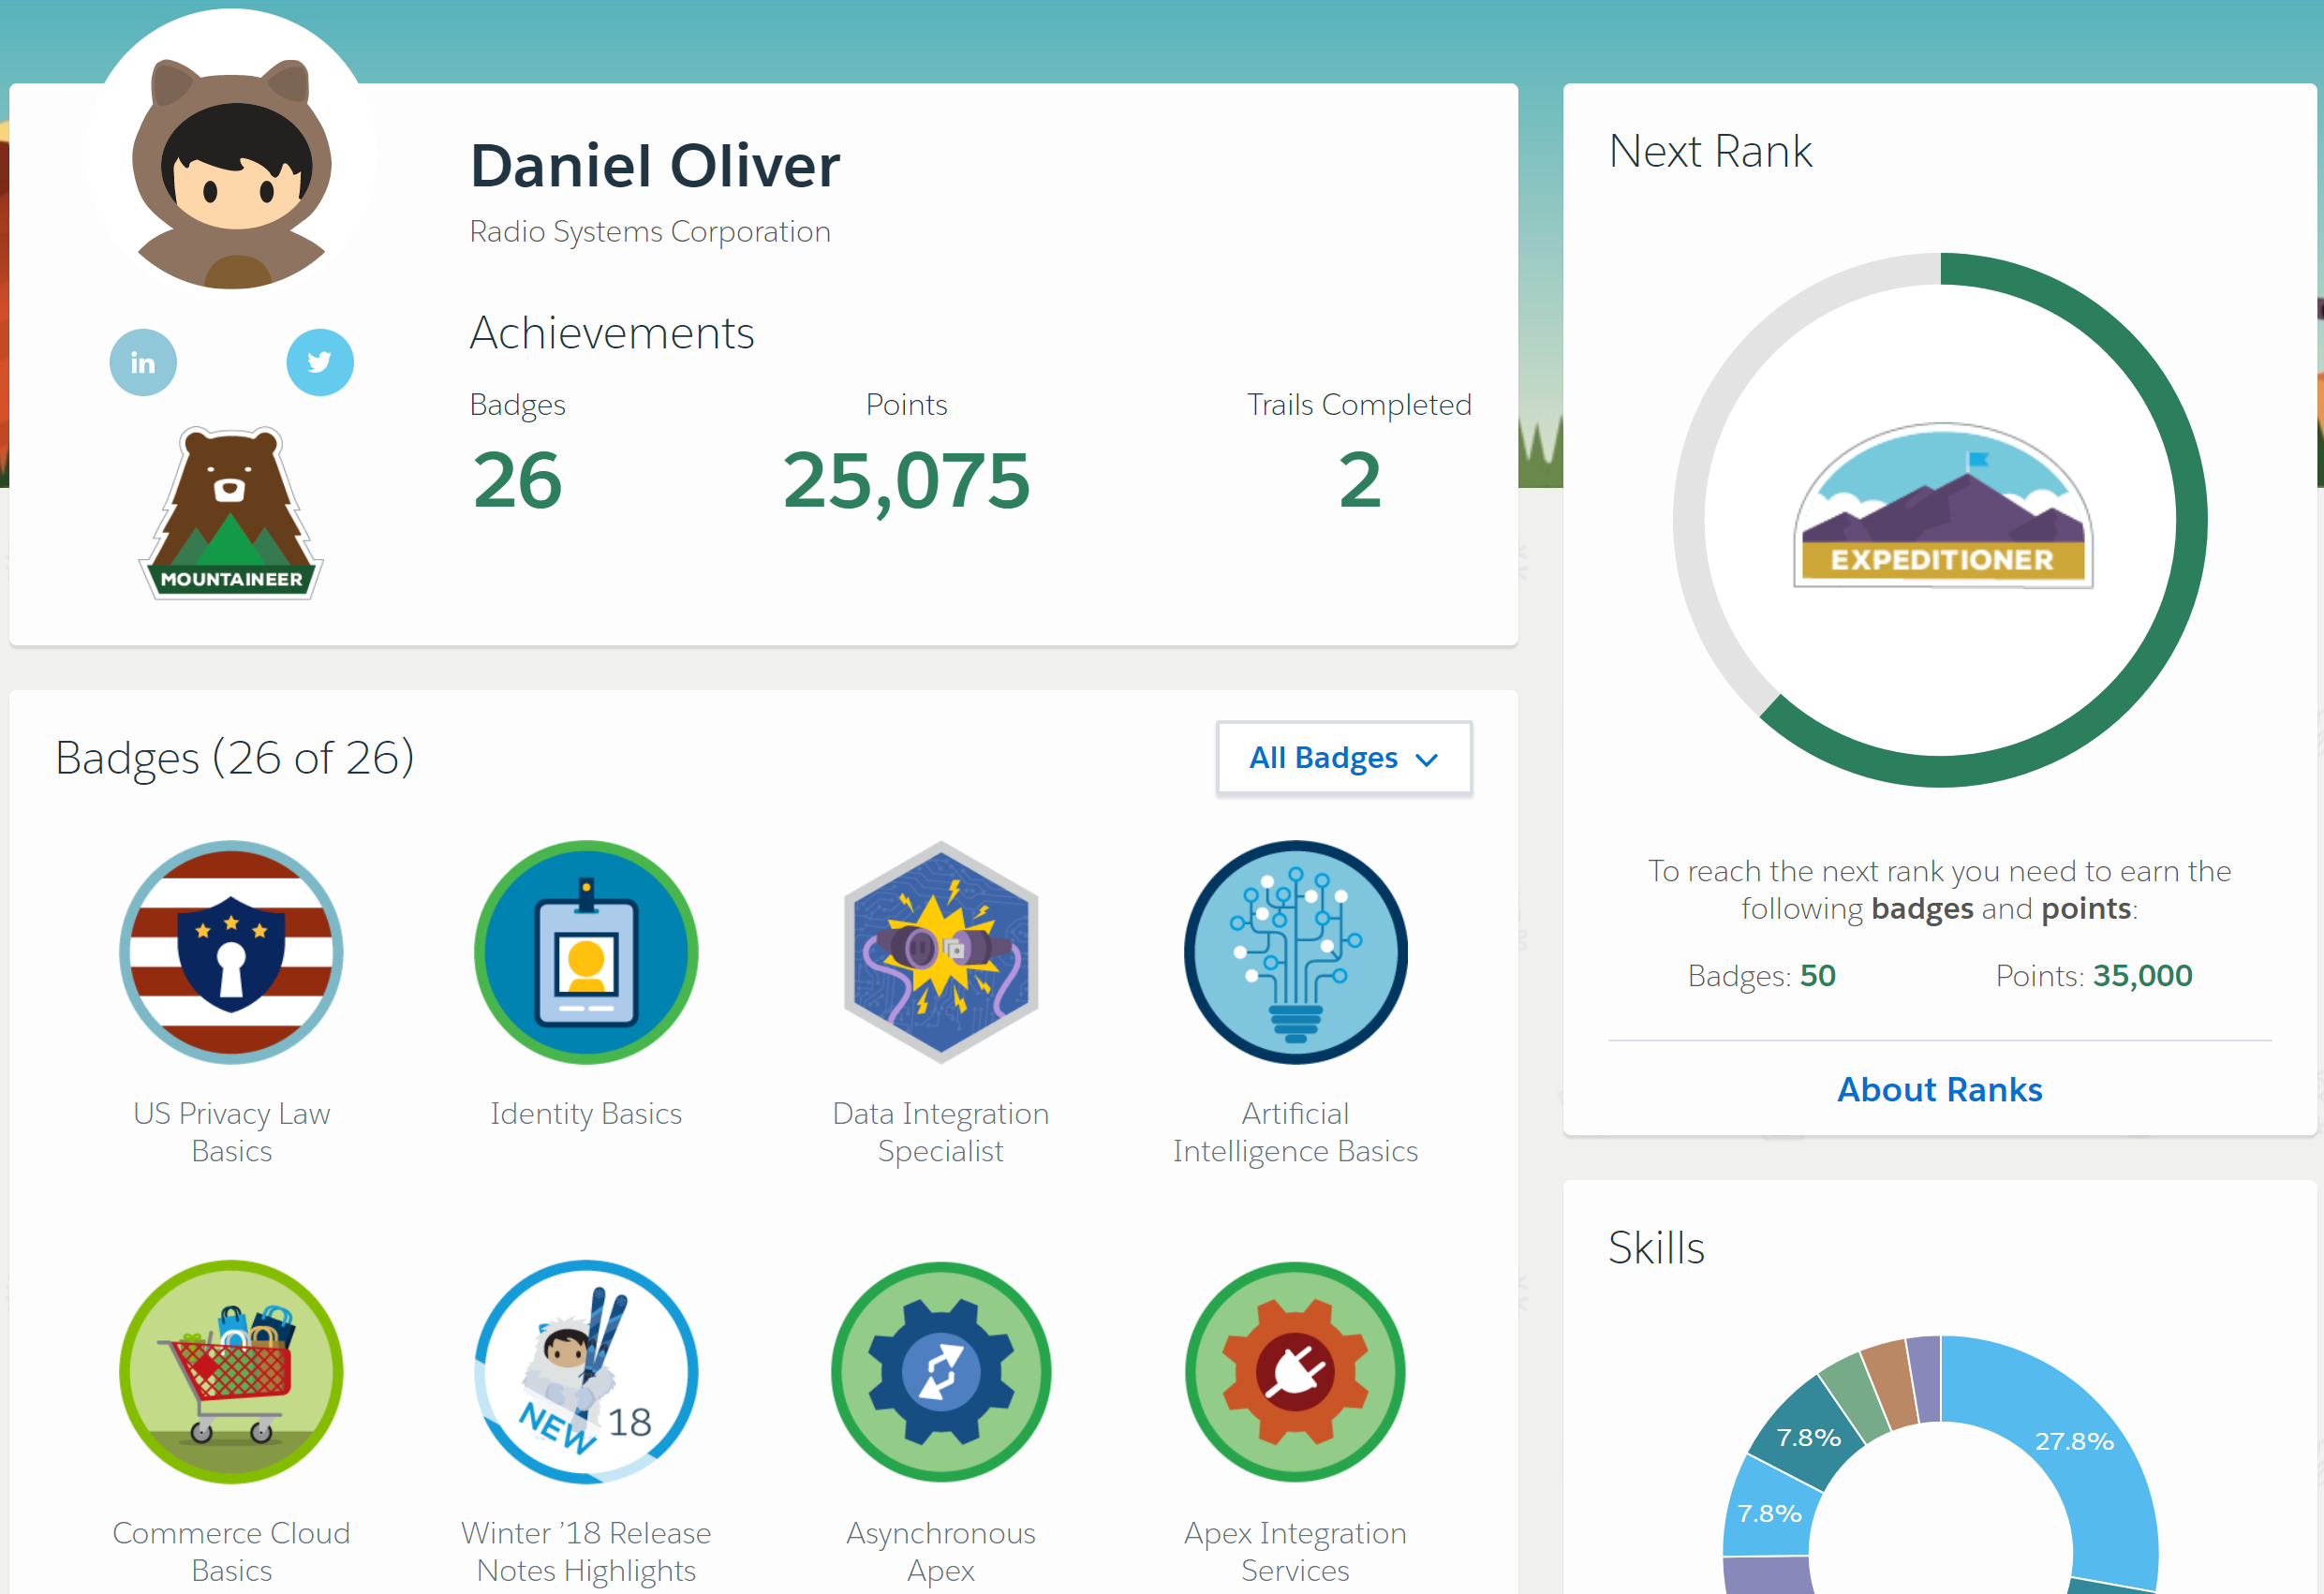 Daniel Oliver
Radio Systems Corporation
in
Achievements
Badges
Points
Trails Completed
26
25,075
2
MOUNTAINEER
Next Rank
EXPEDITIONER
To reach the next rank you need to earn the
following badges and points:
Badges: 50
Points: 35,000
About Ranks
Badges (26 of 26)
All Badges
US Privacy Law
Basics
Identity Basics
Data Integration
Specialist
Artificial
Intelligence Basics
NEW
18
Commerce Cloud
Basics
Winter ’18 Release
Notes Highlights
Asynchronous
Apex
Apex Integration
Services
Skills
7.8%
27.8%
7.8%